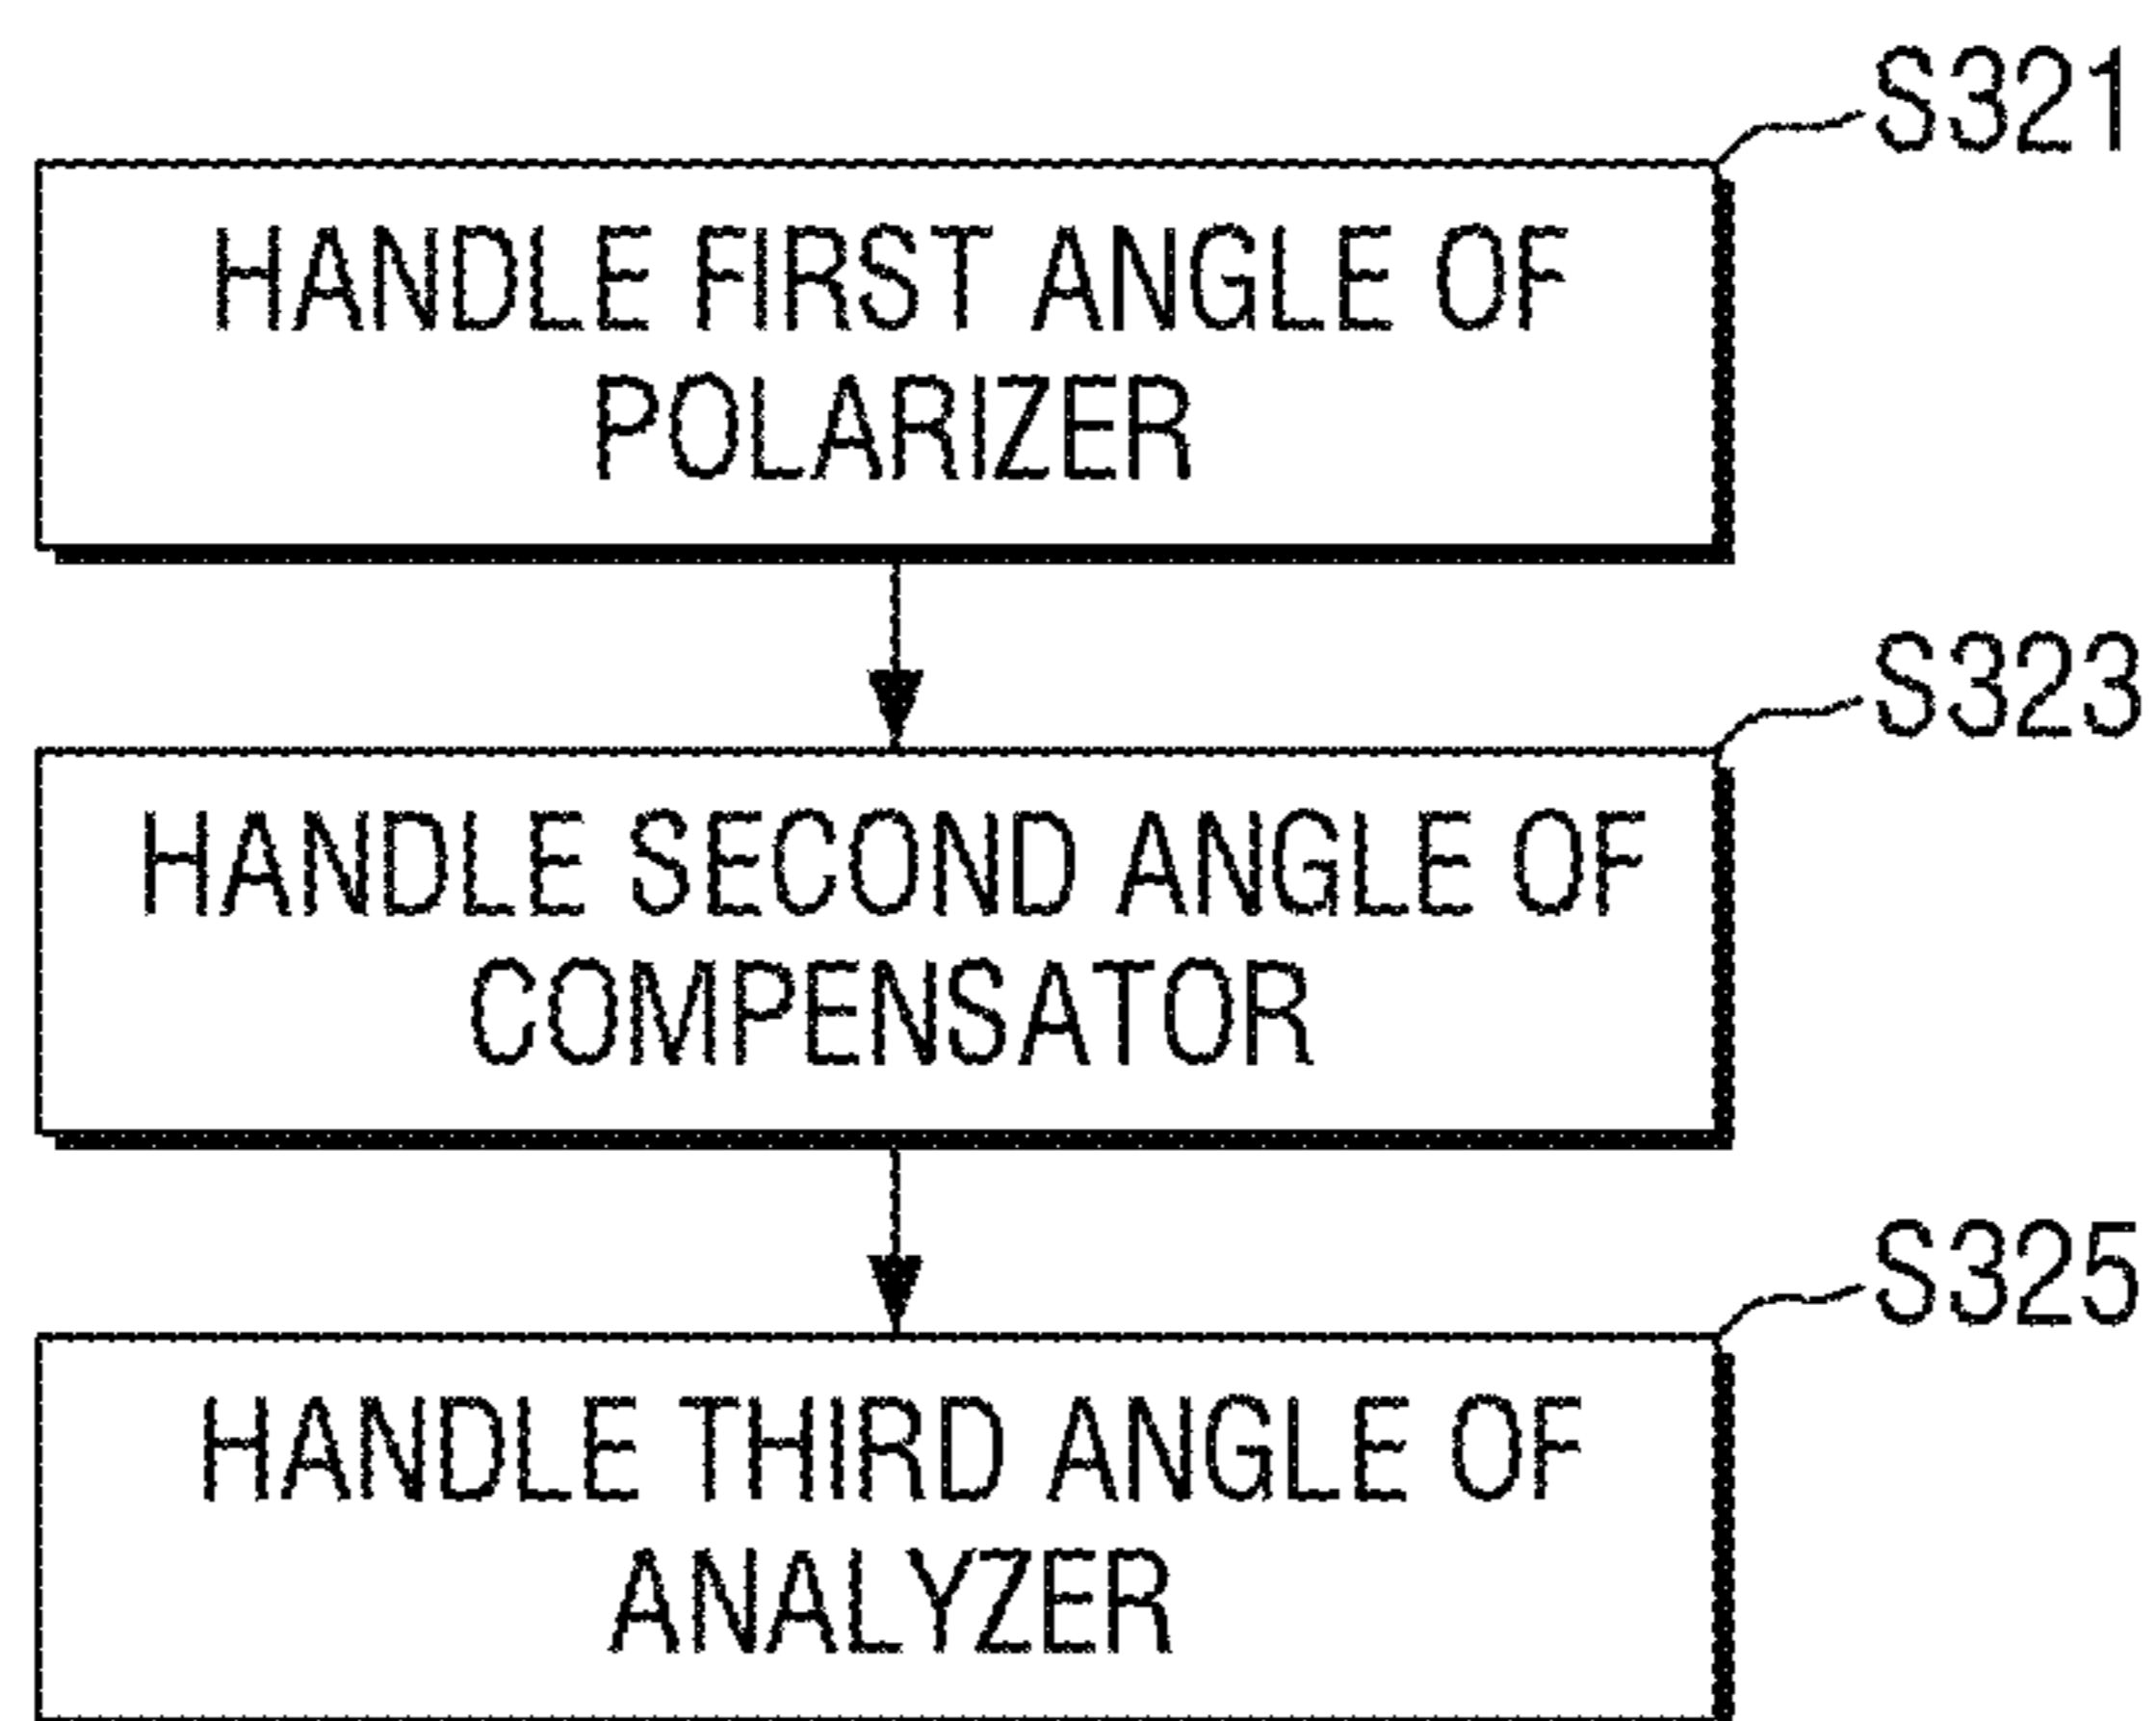 S321
HANDLE FIRST ANGLE OF
POLARIZER
S323
HANDLE SECOND ANGLE OF
COMPENSATOR
S325
HANDLE THIRD ANGLE OF
ANALYZER